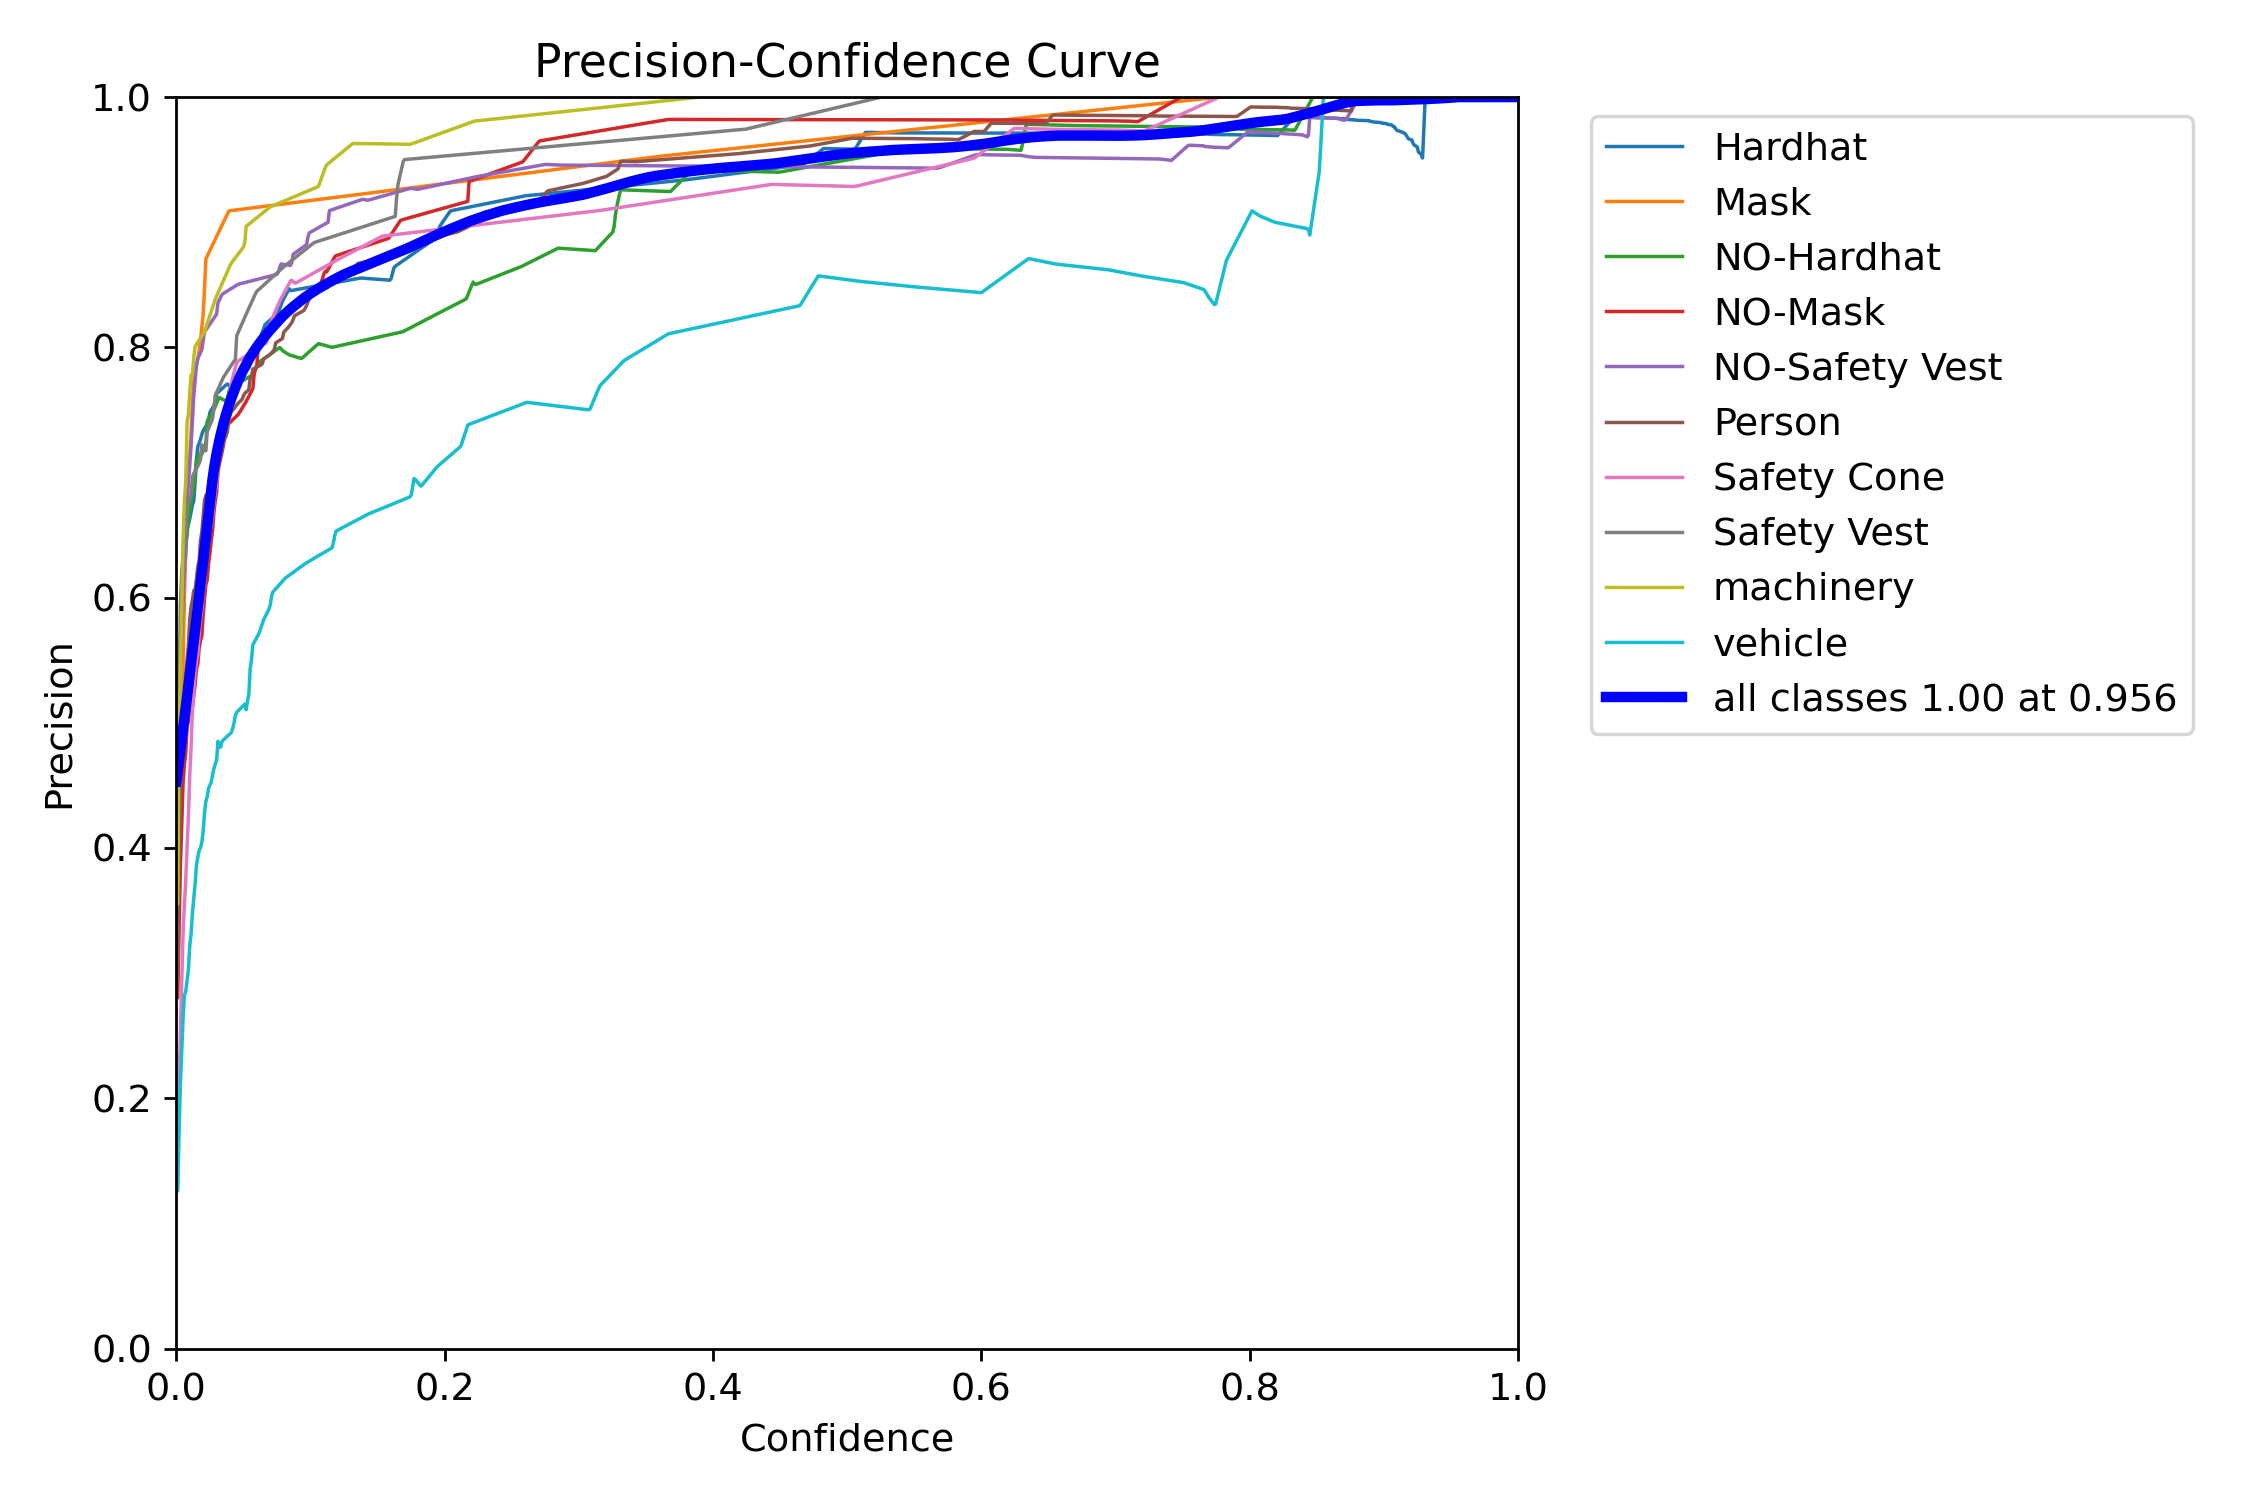 Precision-Confidence Curve
1.0
0.8
0.6
0.4
0.2
0.0
Precision
0.0 0.2 0.4 0.6 0.8 1.0
Confidence
Hardhat
Mask
NO-Hardhat
NO-Mask
NO-Safety Vest
Person
Safety Cone
Safety Vest
machinery
vehicle
all classes 1.00 at 0.956